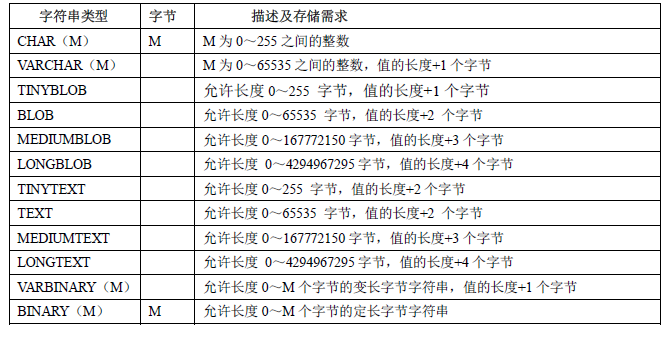 字符串类型 字节 描述及存储需求
CHAR（M） M M 为 0～255 之间的整数
VARCHAR（M） M 为 0～65535 之间的整数，值的长度+1 个字节
TINYBLOB 允许长度 0～255 字节，值的长度+1 个字节
BLOB 允许长度 0～65535 字节，值的长度+2 个字节
MEDIUMBLOB 允许长度 0～167772150 字节，值的长度+3 个字节
LONGBLOB 允许长度 0～4294967295 字节，值的长度+4 个字节
TINYTEXT 允许长度 0～255 字节，值的长度+2 个字节
TEXT 允许长度 0～65535 字节，值的长度+2 个字节
MEDIUMTEXT 允许长度 0～167772150 字节，值的长度+3 个字节
LONGTEXT 允许长度 0～4294967295 字节，值的长度+4 个字节
VARBINARY（M） 允许长度 0～M 个字节的变长字节字符串，值的长度+1 个字节
BINARY（M） M 允许长度 0～M 个字节的定长字节字符串